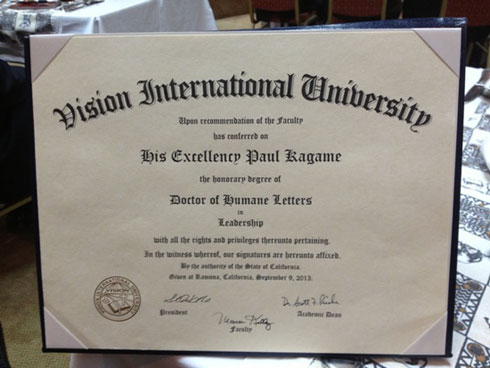 Vision International University
Upon recommendation of the Faculty
has conferred on
His Excellency Paul Kagame
the honorary degree of
Doctor of Humane Letters
in
Leadership
with all the rights and privileges thereunto pertaining.
In the witness whereof, our signatures are hereunto affixed.
By the authority of the State of California.
Given at Ramona, California, September 9, 2013.
President
Faculty
Academic Dean